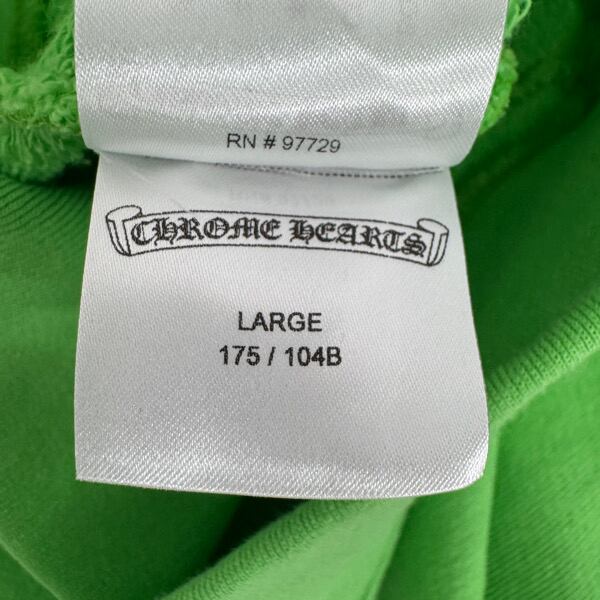 RN # 97729
CHROME HEARTS
LARGE
175 / 104B